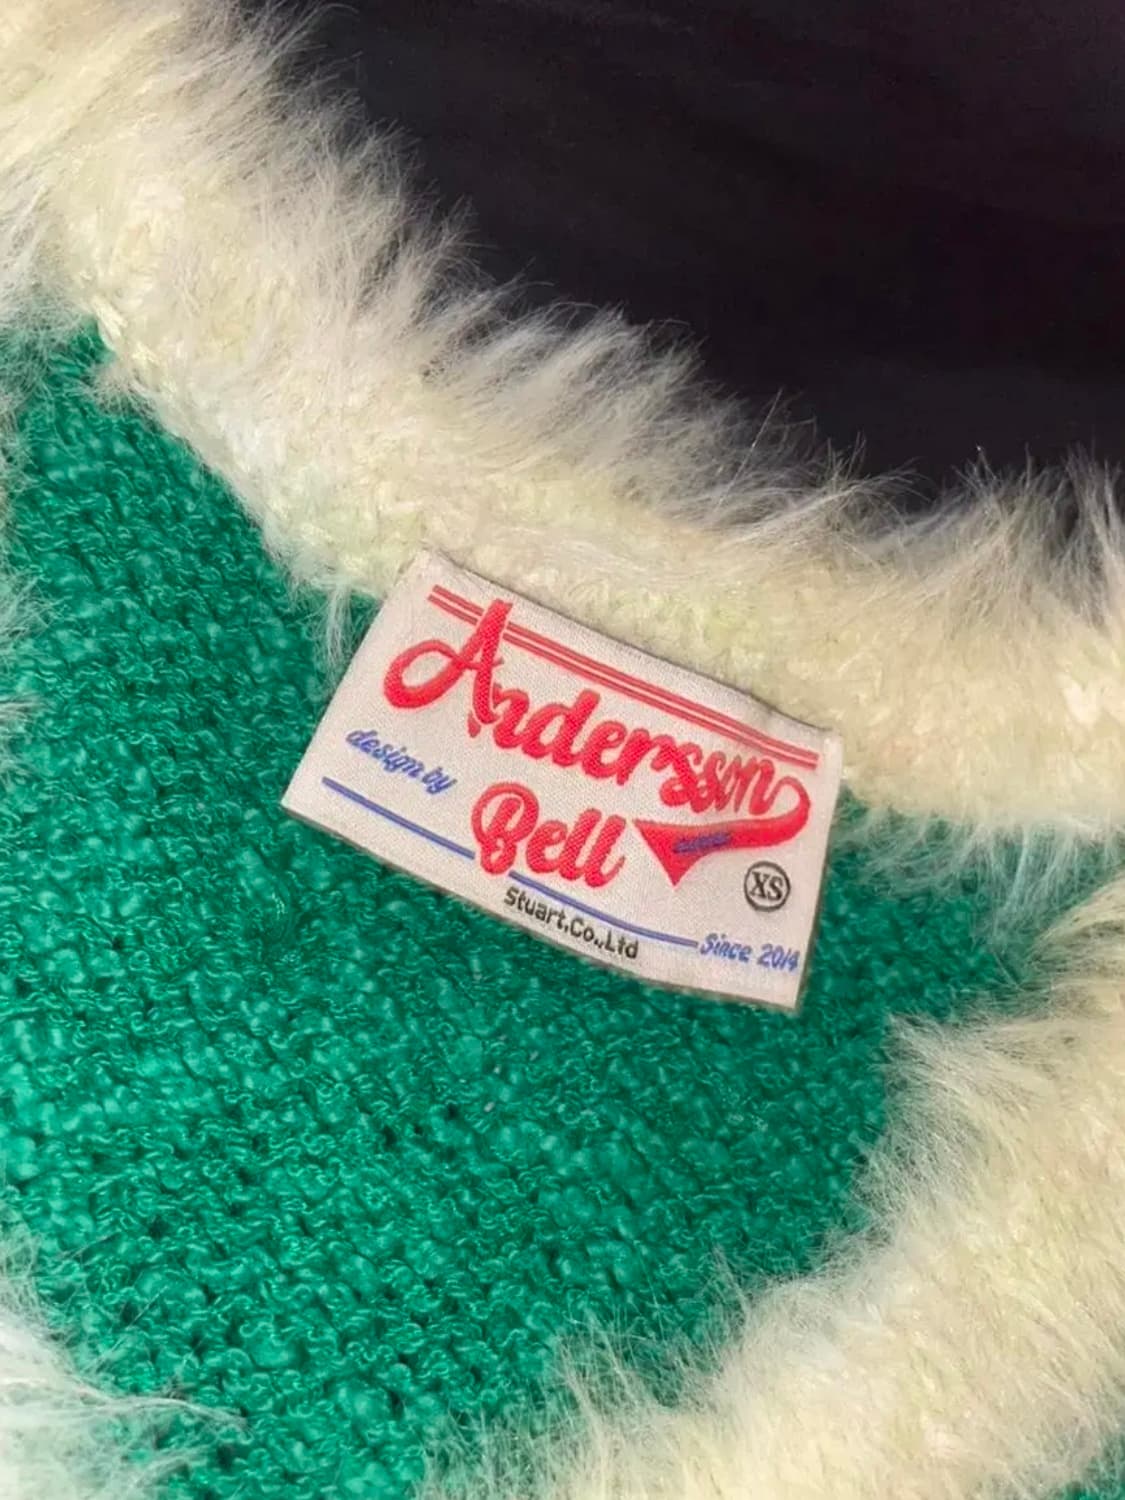 Andersson
design by
Bell
XS
Stuart,Co.,Ltd
Since 2014